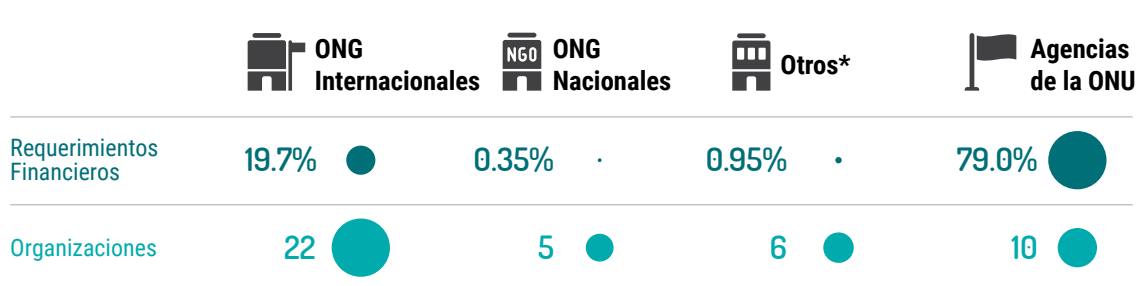 ONG
Internacionales
NGO
ONG
Nacionales
Otros*
Agencias
de la ONU
Requerimientos
Financieros
19.7%
0.35%
0.95%
79.0%
Organizaciones
22
5
6
10